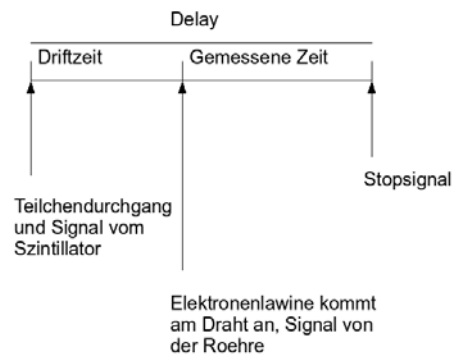 Delay
Driftzeit
Gemessene Zeit
Stopsignal
Teilchendurchgang
und Signal vom
Szintillator
Elektronenlawine kommt
am Draht an, Signal von
der Roehre